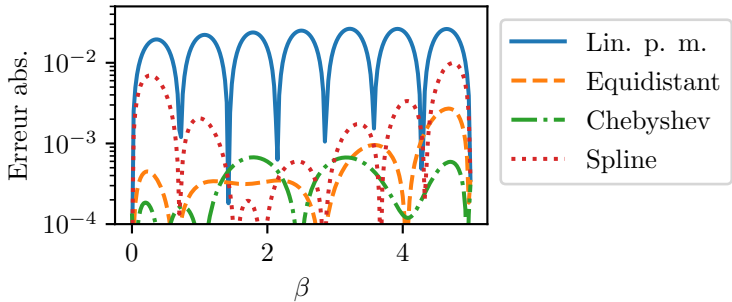 Erreur abs.
10⁻²
10⁻³
10⁻⁴
0 2 4
β
Lin. p. m.
Equidistant
Chebyshev
Spline